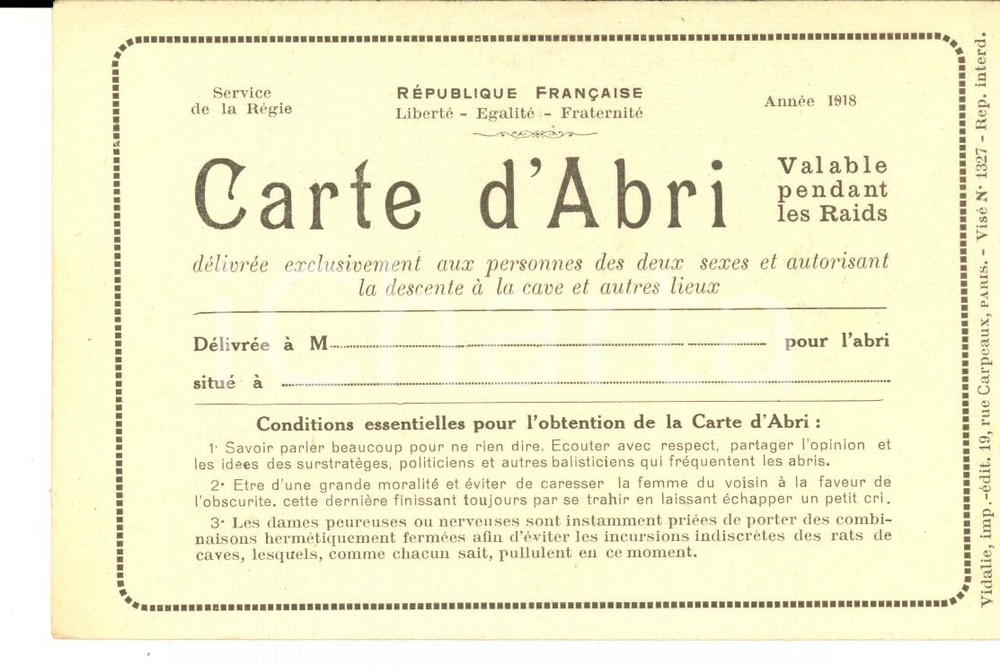 Service
de la Régie
RÉPUBLIQUE FRANÇAISE
Liberté - Egalité - Fraternité
Année 1918
Carte d'Abri
Valable
pendant
les Raids
délivrée exclusivement aux personnes des deux sexes et autorisant
la descente à la cave et autres lieux
Délivrée à M pour l'abri
situé à
Conditions essentielles pour l'obtention de la Carte d'Abri :
1° Savoir parler beaucoup pour ne rien dire. Ecouter avec respect, partager l'opinion et
les idées des surstratèges, politiciens et autres balisticiens qui fréquentent les abris.
2° Etre d'une grande moralité et éviter de caresser la femme du voisin à la faveur de
l'obscurite. cette dernière finissant toujours par se trahir en laissant échapper un petit cri.
3° Les dames peureuses ou nerveuses sont instamment priées de porter des combi-
naisons hermétiquement fermées afin d'éviter les incursions indiscrètes des rats de
caves, lesquels, comme chacun sait, pullulent en ce moment.
Vidalie, imp.-édit. 19, rue Carpeaux, PARIS. - Visé N° 1327 - Rep. interd.